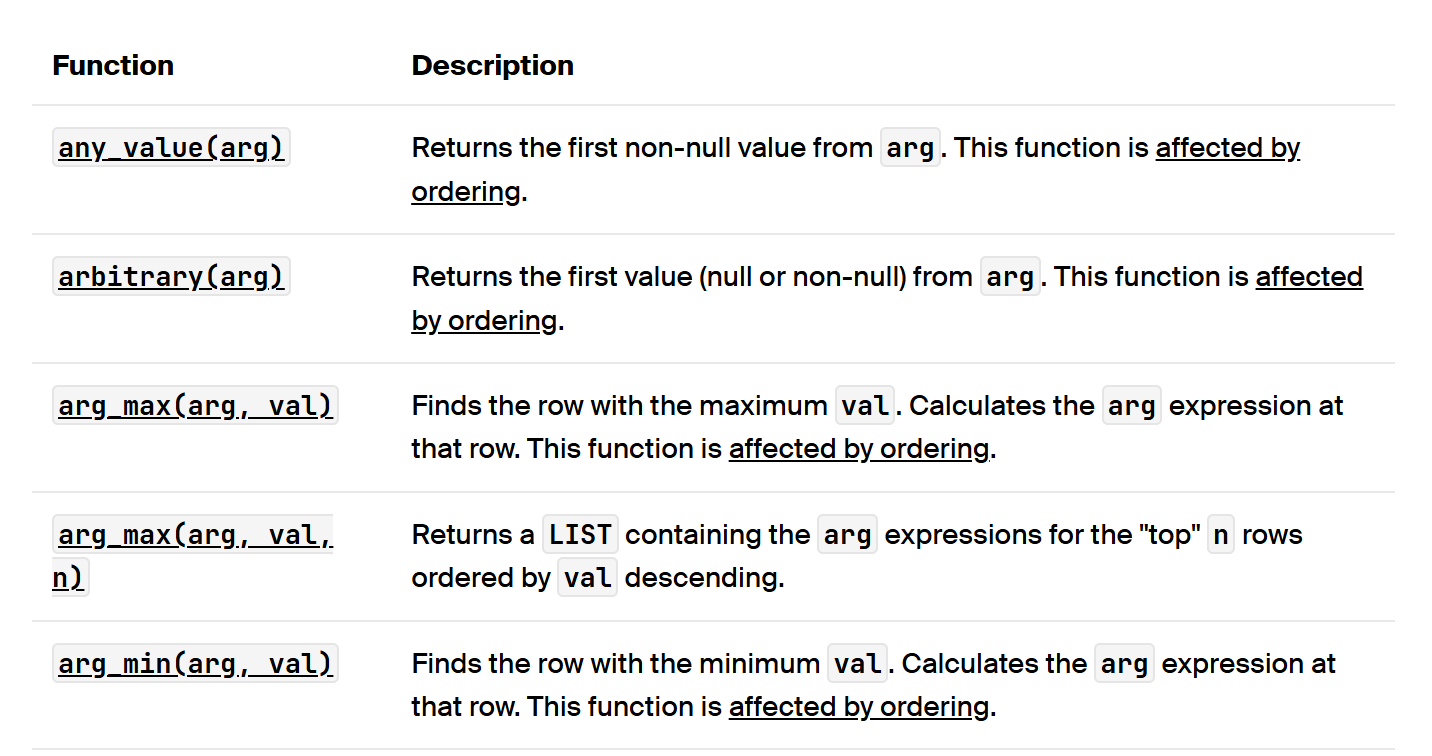 Function Description
any_value(arg) Returns the first non-null value from arg. This function is affected by
ordering.
arbitrary(arg) Returns the first value (null or non-null) from arg. This function is affected
by ordering.
arg_max(arg, val) Finds the row with the maximum val. Calculates the arg expression at
that row. This function is affected by ordering.
arg_max(arg, val, Returns a LIST containing the arg expressions for the "top" n rows
n) ordered by val descending.
arg_min(arg, val) Finds the row with the minimum val. Calculates the arg expression at
that row. This function is affected by ordering.